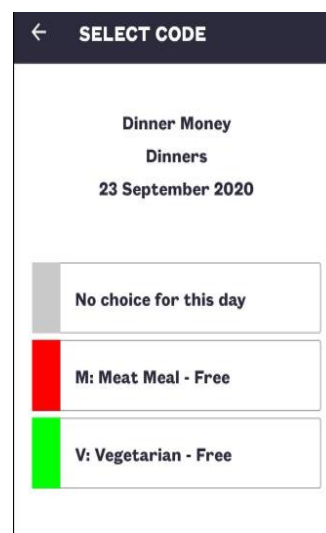 SELECT CODE
Dinner Money
Dinners
23 September 2020
No choice for this day
M: Meat Meal - Free
V: Vegetarian - Free